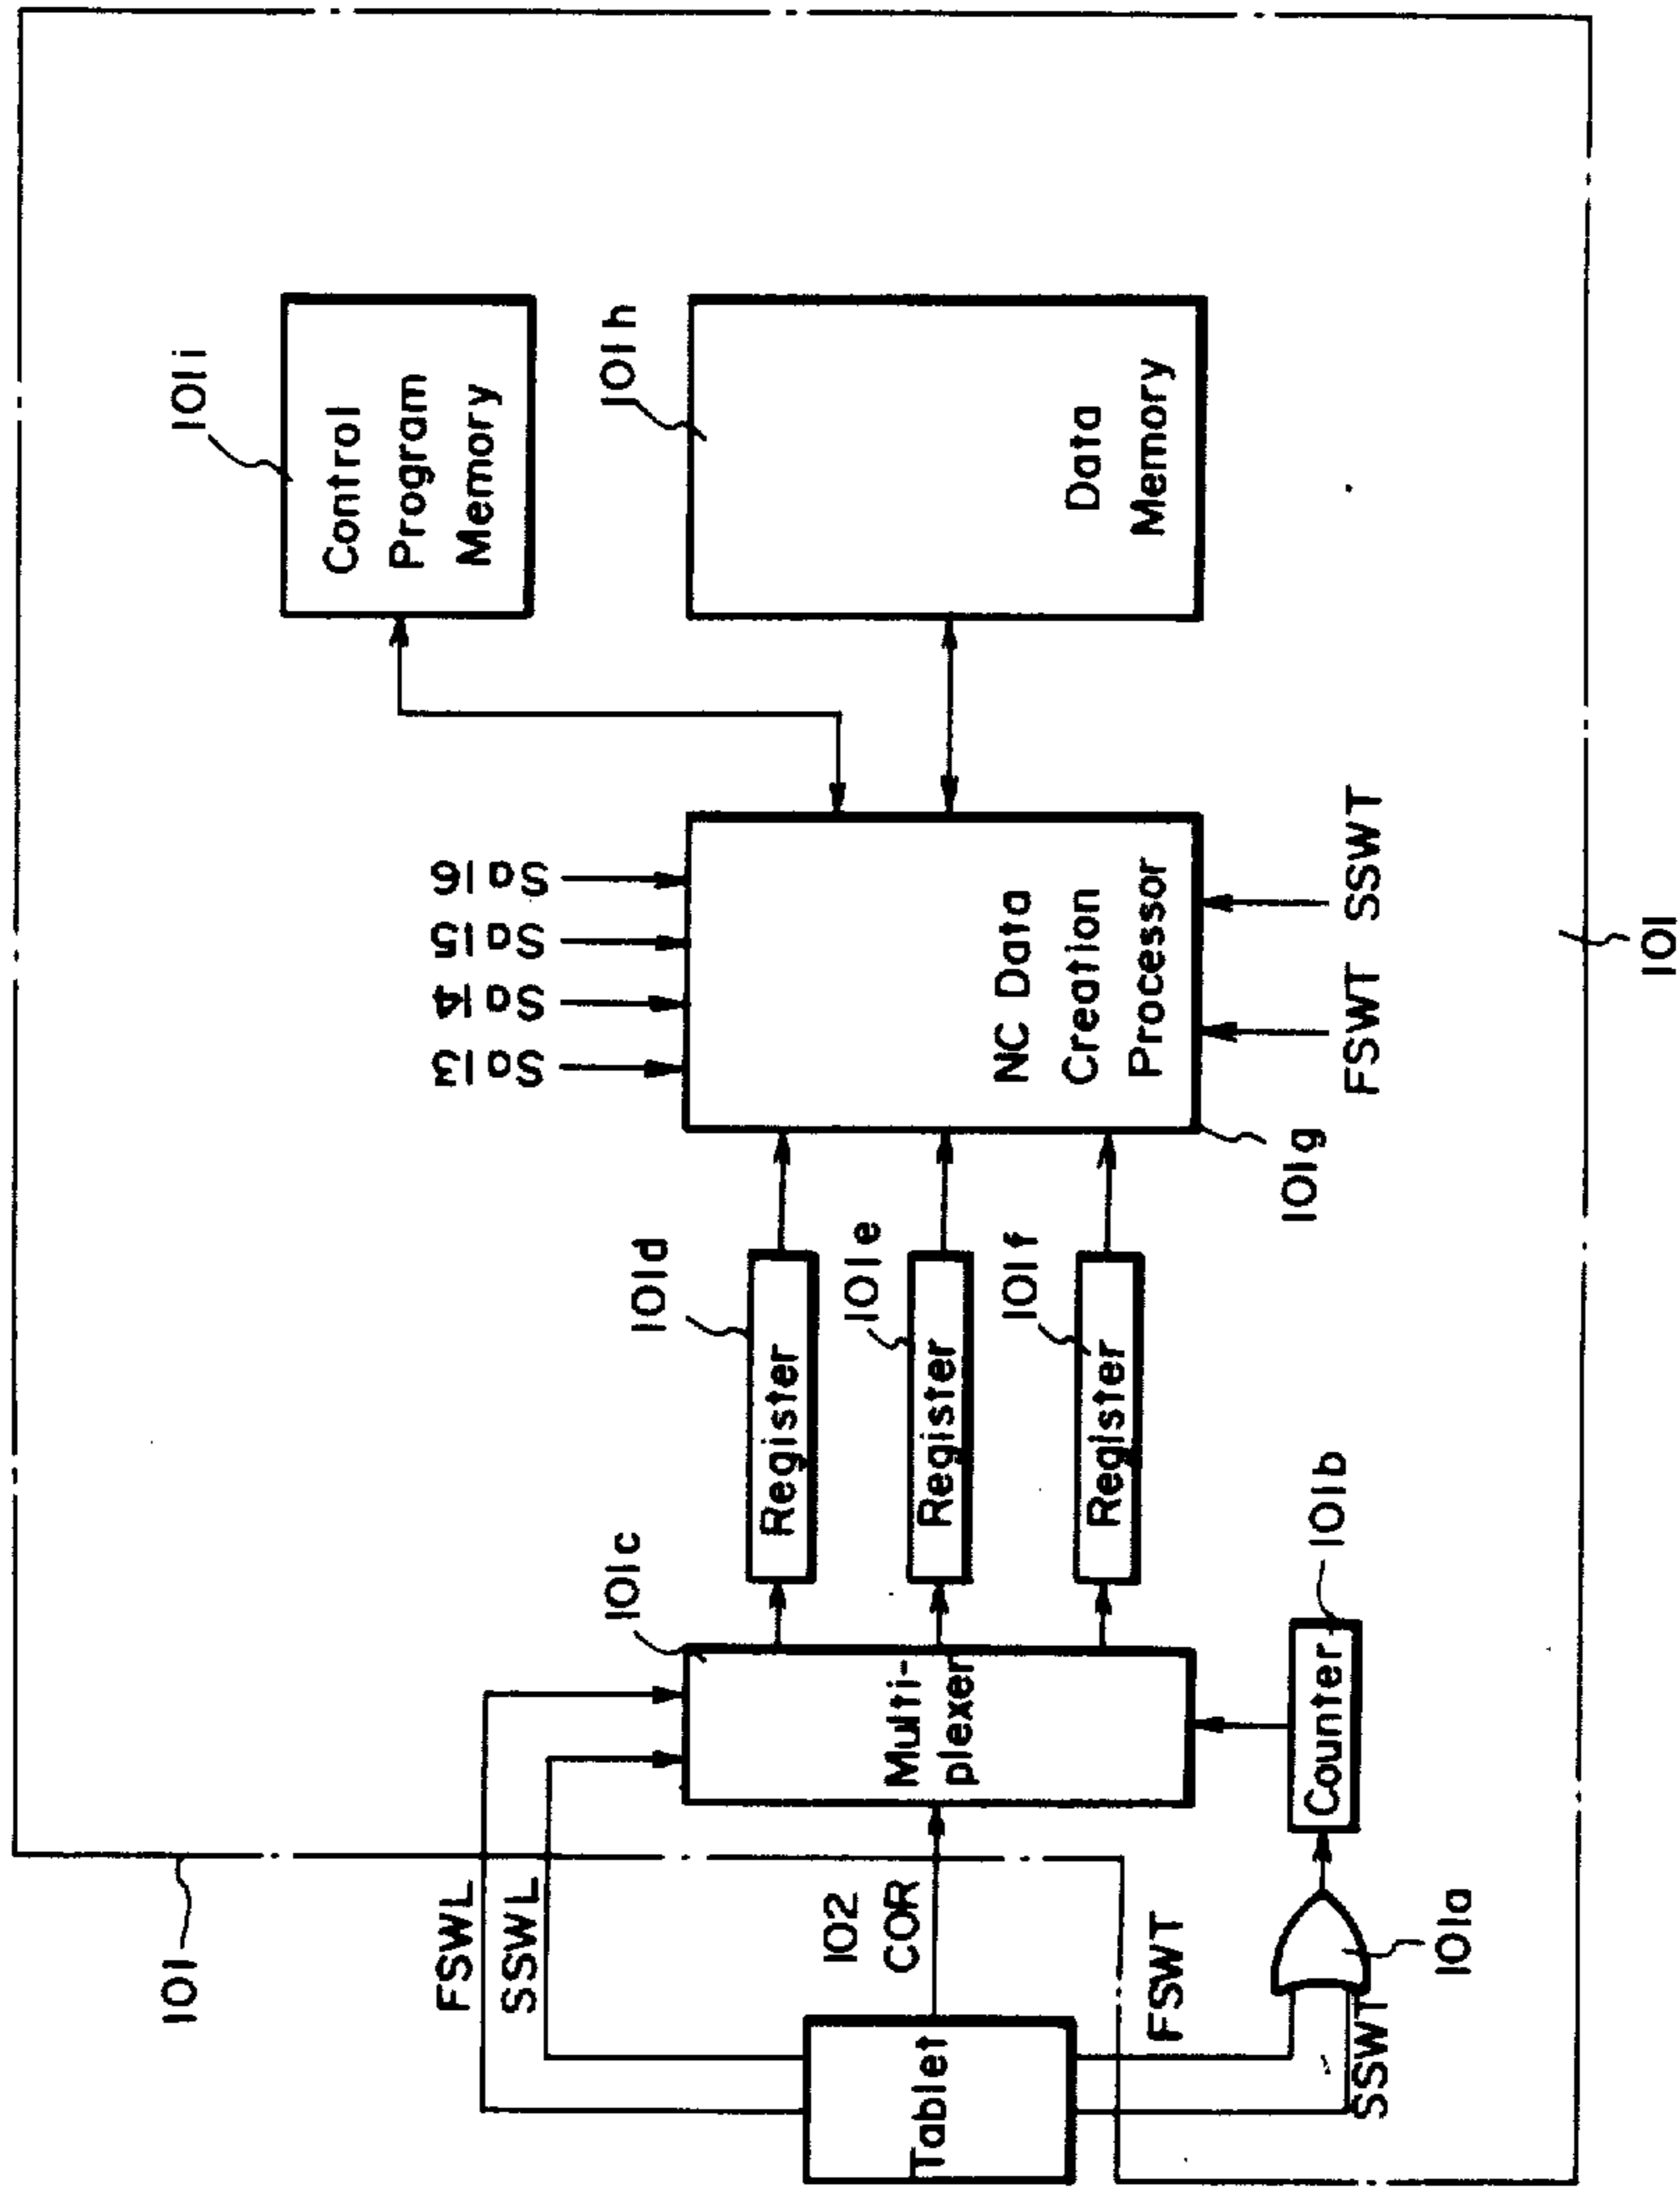 101
FSWL
SSWL
102
COR
Tablet
FSWT
SSWT
101a
Counter
101b
101c
Multi-
plexer
101d
Register
101e
Register
101f
Register
Sa13
Sa14
Sa15
Sa16
NC Data
Creation
Processor
101g
FSWT
SSWT
101i
Control
Program
Memory
101h
Data
Memory
101